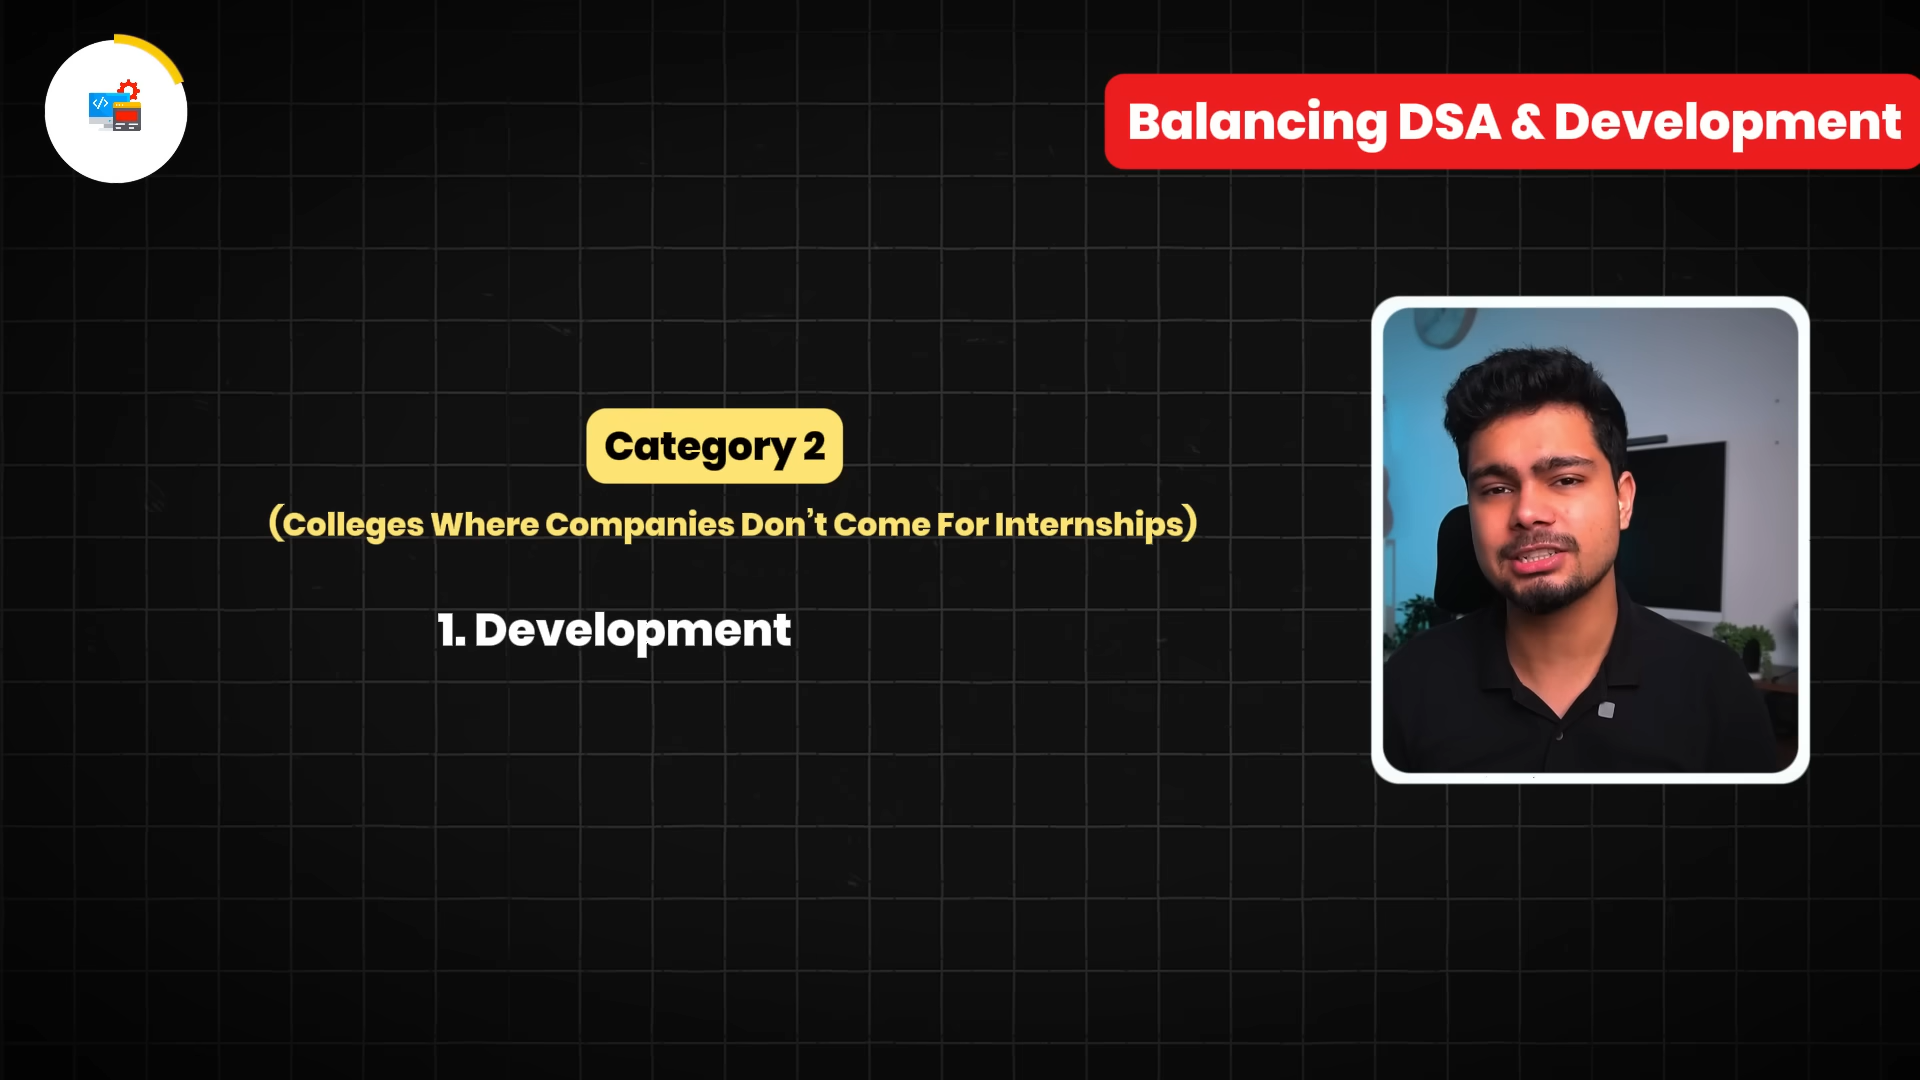 Balancing DSA & Development
Category 2
(Colleges Where Companies Don’t Come For Internships)
1. Development